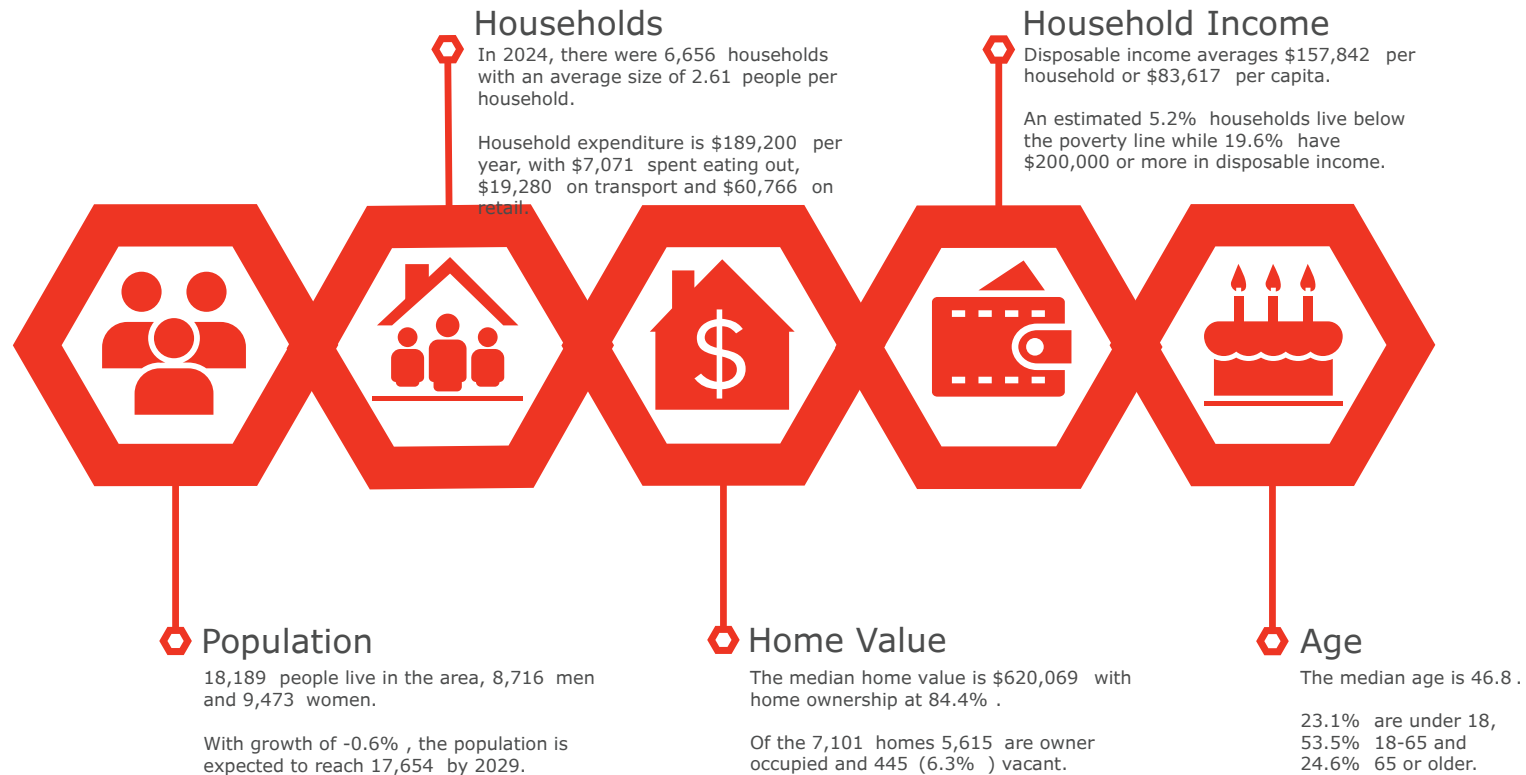 Households
In 2024, there were 6,656 households
with an average size of 2.61 people per
household.
Household expenditure is $189,200 per
year, with $7,071 spent eating out,
$19,280 on transport and $60,766 on
retail.
Household Income
Disposable income averages $157,842 per
household or $83,617 per capita.
An estimated 5.2% households live below
the poverty line while 19.6% have
$200,000 or more in disposable income.
$
Population
18,189 people live in the area, 8,716 men
and 9,473 women.
With growth of -0.6% , the population is
expected to reach 17,654 by 2029.
Home Value
The median home value is $620,069 with
home ownership at 84.4% .
Of the 7,101 homes 5,615 are owner
occupied and 445 (6.3% ) vacant.
Age
The median age is 46.8 .
23.1% are under 18,
53.5% 18-65 and
24.6% 65 or older.